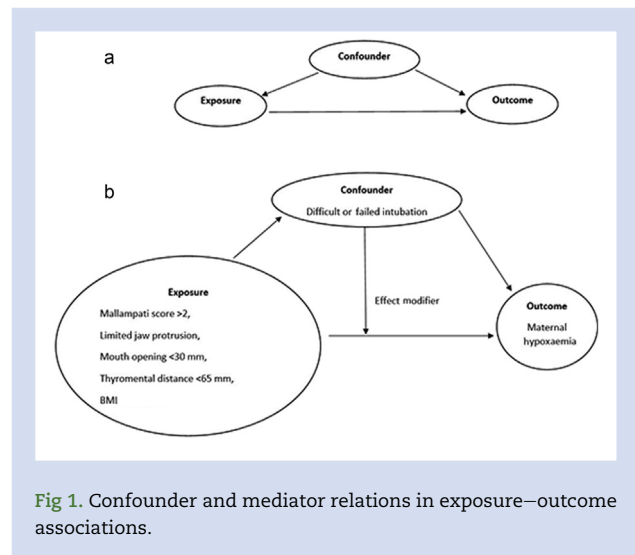 a
Confounder
Exposure
Outcome
b
Confounder
Difficult or failed intubation
Effect modifier
Exposure
Mallampati score >2,
Limited jaw protrusion,
Mouth opening <30 mm,
Thyromental distance <65 mm,
BMI
Outcome
Maternal
hypoxaemia
Fig 1. Confounder and mediator relations in exposure–outcome
associations.